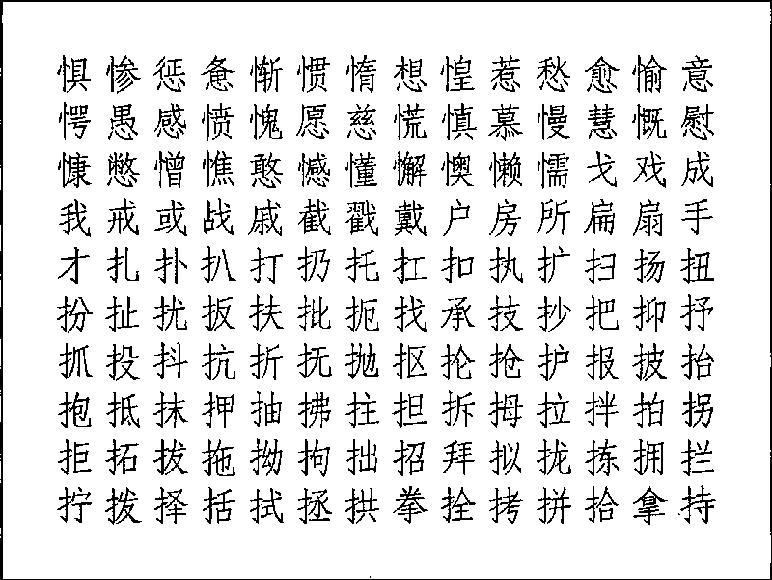 惧惨惩惫惭惯惰想惶惹愁愈愉意
愕愚感愤愧愿慈慌慎慕慢慧慨慰
慷憋憎憔憨憾懂懈懊懒懦戈戏成
我戒或战戚截戳戴户房所扁扇手
才扎扑扒打扔托扛扣执扩扫扬扭
扮扯扰扳扶批扼找承技抄把抑抒
抓投抖抗折抚抛抠抡抢护报披抬
抱抵抹押抽拂拄担拆拇拉拌拍拐
拒拓拔拖拗拘拙招拜拟拢拣拥拦
拧拨择括拭拯拱拳拴拷拼拾拿持